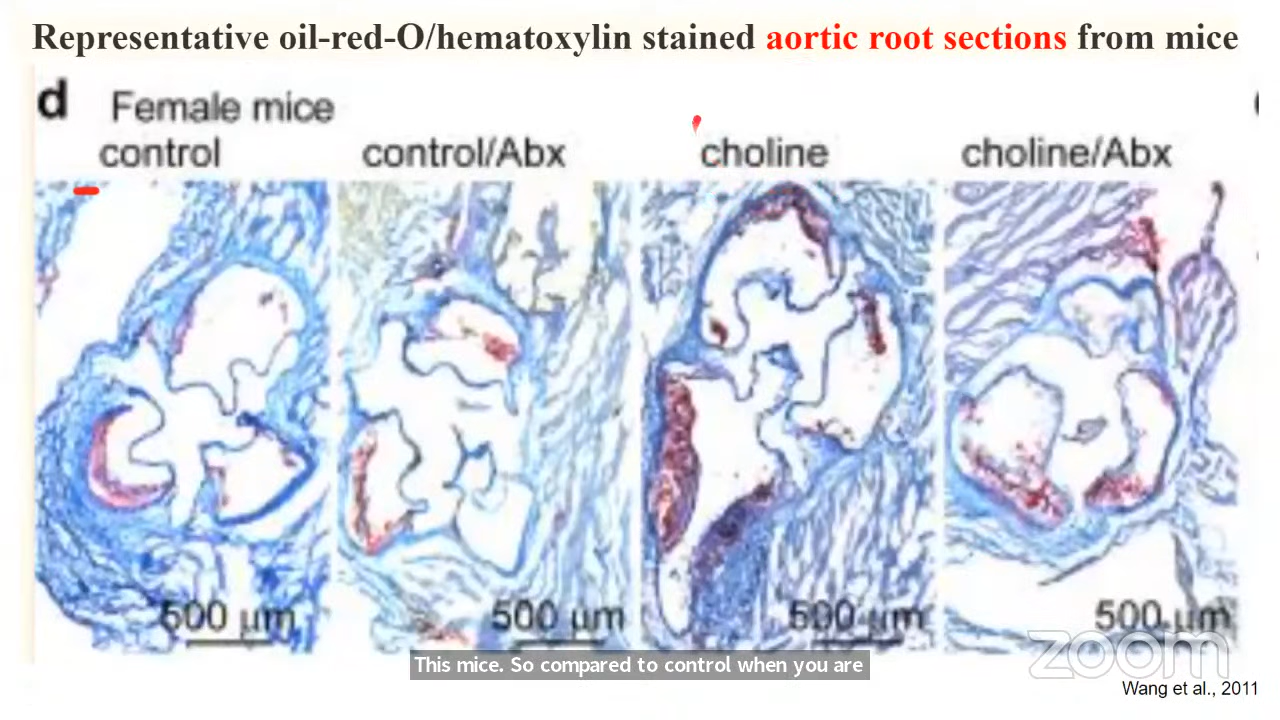 Representative oil-red-O/hematoxylin stained aortic root sections from mice
d Female mice
control control/Abx choline choline/Abx
500 µm 500 µm 500 µm 500 µm
zoom
This mice. So compared to control when you are
Wang et al., 2011